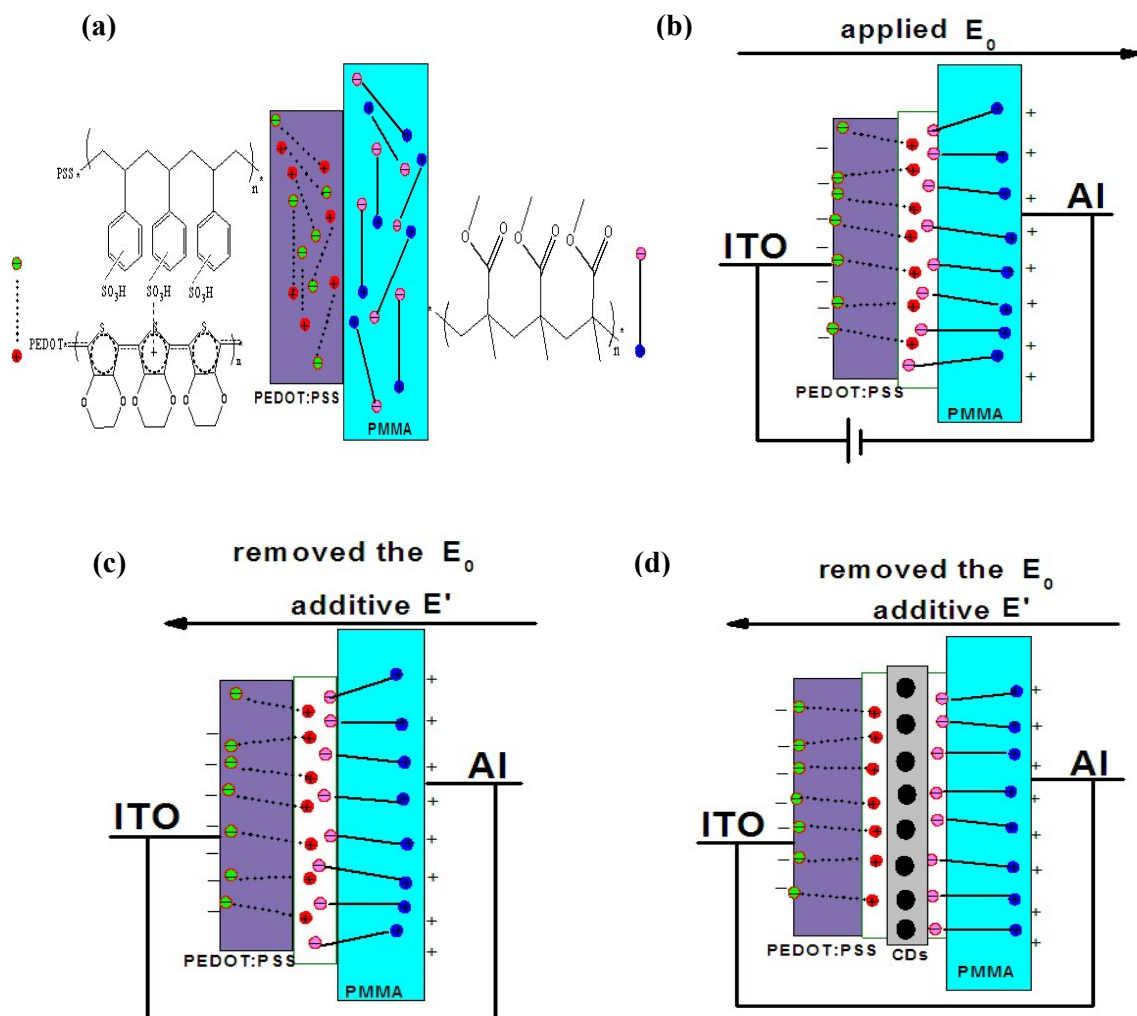 (a)
PSS*
n
*
SO3H
SO3H
SO3H
PEDOT*
S
S
S
+
*
n
O
O
O
O
O
O
PEDOT:PSS
PMMA
O
O
O
O
O
O
*
*
n
(b)
applied E0
ITO
Al
PEDOT:PSS
PMMA
(c)
removed the E0
additive E'
ITO
Al
PEDOT:PSS
PMMA
(d)
removed the E0
additive E'
ITO
Al
PEDOT:PSS
CDs
PMMA